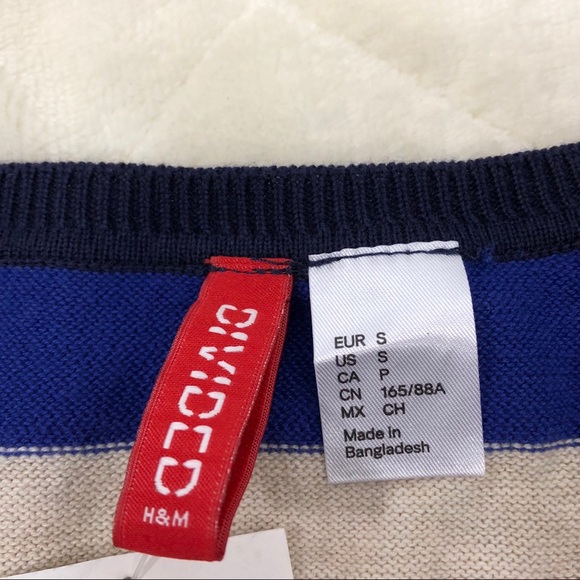 DIVIDED
H&M
EUR S
US S
CA P
CN 165/88A
MX CH
Made in
Bangladesh